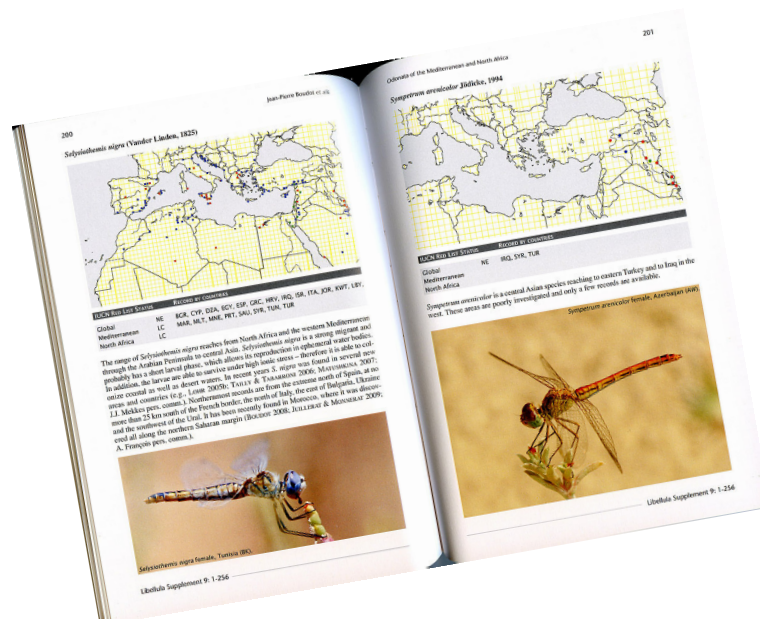 200
Jean-Pierre Boudot et al.
Selysiothemis nigra (Vander Linden, 1825)
IUCN RED LIST STATUS
RECORD BY COUNTRIES
Global NE BGR, CYP, DZA, EGY, ESP, GRC, HRV, IRQ, ISR, ITA, JOR, KWT, LBY,
Mediterranean LC MAR, MLT, MNE, PRT, SAU, SYR, TUN, TUR
North Africa LC
The range of Selysiothemis nigra reaches from North Africa and the western Mediterranean
through the Arabian Peninsula to central Asia. Selysiothemis nigra is a strong migrant and
probably has a short larval phase, which allows its reproduction in ephemeral water bodies.
In addition, the larvae are able to survive under high ionic stress – therefore it is able to col-
onize coastal as well as desert waters. In recent years S. nigra was found in several new
areas and countries (e.g., LOHR 2005b; TAILLY & TABARRONI 2006; MATUSHKINA 2007;
J.J. Mekkes pers. comm.). Northernmost records are from the extreme north of Spain, at no
more than 25 km south of the French border, the north of Italy, the east of Bulgaria, Ukraine
and the southwest of the Ural. It has been recently found in Morocco, where it was discov-
ered all along the northern Saharan margin (BOUDOT 2008; JUILLERAT & MONNERAT 2009;
A. François pers. comm.).
Selysiothemis nigra female, Tunisia (BK).
Libellula Supplement 9: 1-256
201
Odonata of the Mediterranean and North Africa
Sympetrum arenicolor Jödicke, 1994
IUCN RED LIST STATUS
RECORD BY COUNTRIES
Global NE IRQ, SYR, TUR
Mediterranean
North Africa
Sympetrum arenicolor is a central Asian species reaching to eastern Turkey and to Iraq in the
west. These areas are poorly investigated and only a few records are available.
Sympetrum arenicolor female, Azerbaijan (AWS).
Libellula Supplement 9: 1-256